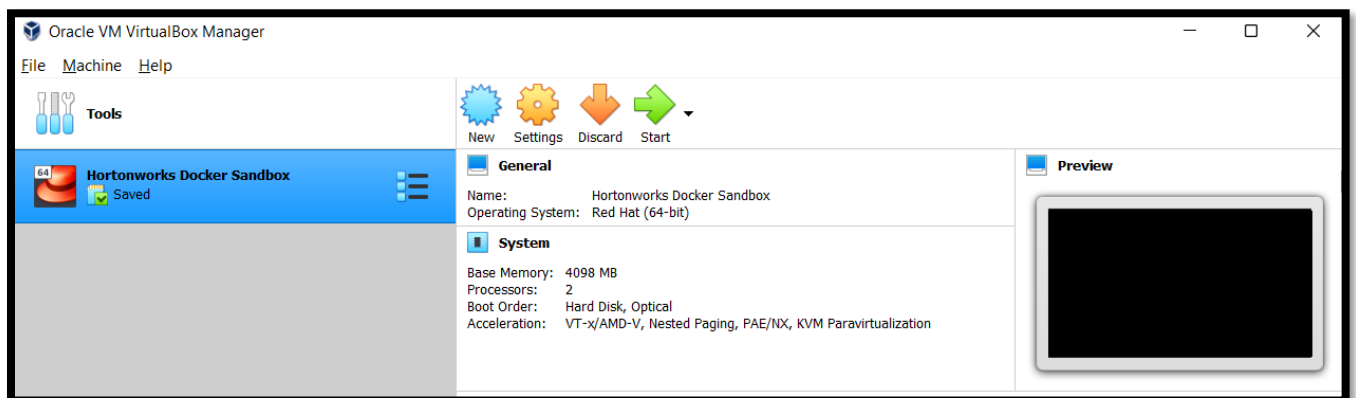 Oracle VM VirtualBox Manager
File Machine Help
Tools
New Settings Discard Start
64
Hortonworks Docker Sandbox
Saved
General
Name: Hortonworks Docker Sandbox
Operating System: Red Hat (64-bit)
System
Base Memory: 4098 MB
Processors: 2
Boot Order: Hard Disk, Optical
Acceleration: VT-x/AMD-V, Nested Paging, PAE/NX, KVM Paravirtualization
Preview